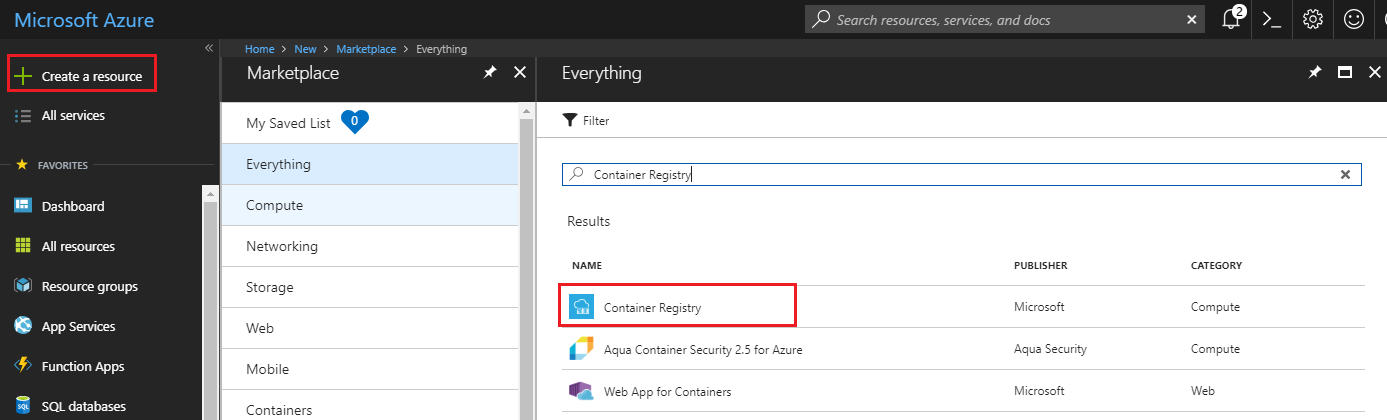 Microsoft Azure
Search resources, services, and docs
2
Create a resource
All services
FAVORITES
Dashboard
All resources
Resource groups
App Services
Function Apps
SQL databases
Home > New > Marketplace > Everything
Marketplace
My Saved List 0
Everything
Compute
Networking
Storage
Web
Mobile
Containers
Everything
Filter
Container Registry
Results
NAME PUBLISHER CATEGORY
Container Registry Microsoft Compute
Aqua Container Security 2.5 for Azure Aqua Security Compute
Web App for Containers Microsoft Web